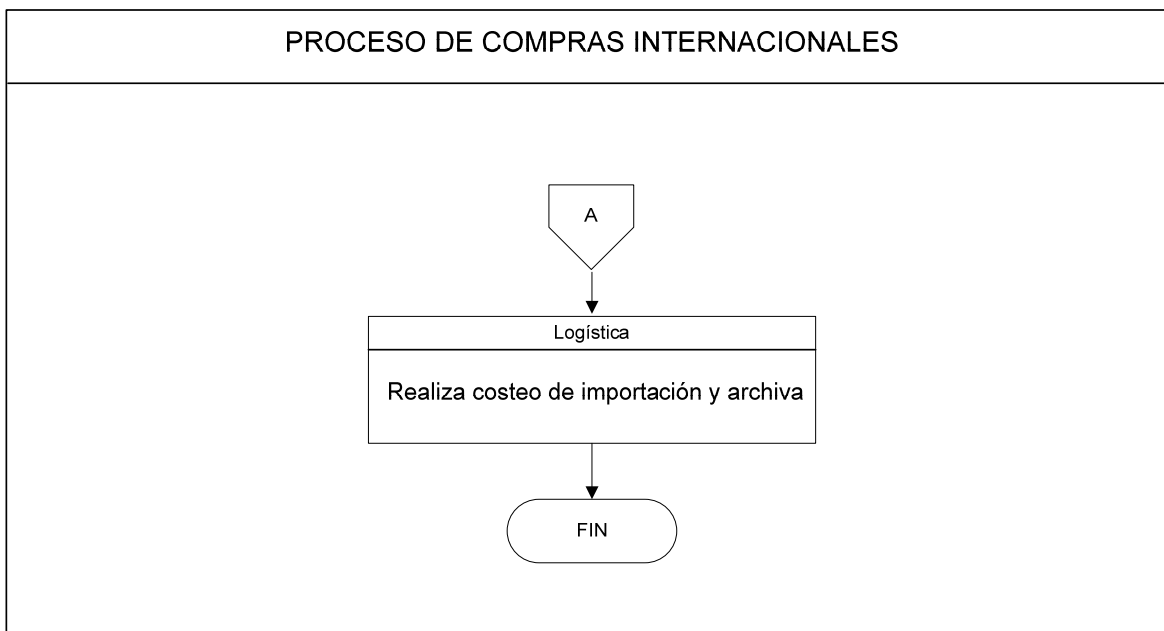 PROCESO DE COMPRAS INTERNACIONALES
A
Logística
Realiza costeo de importación y archiva
FIN